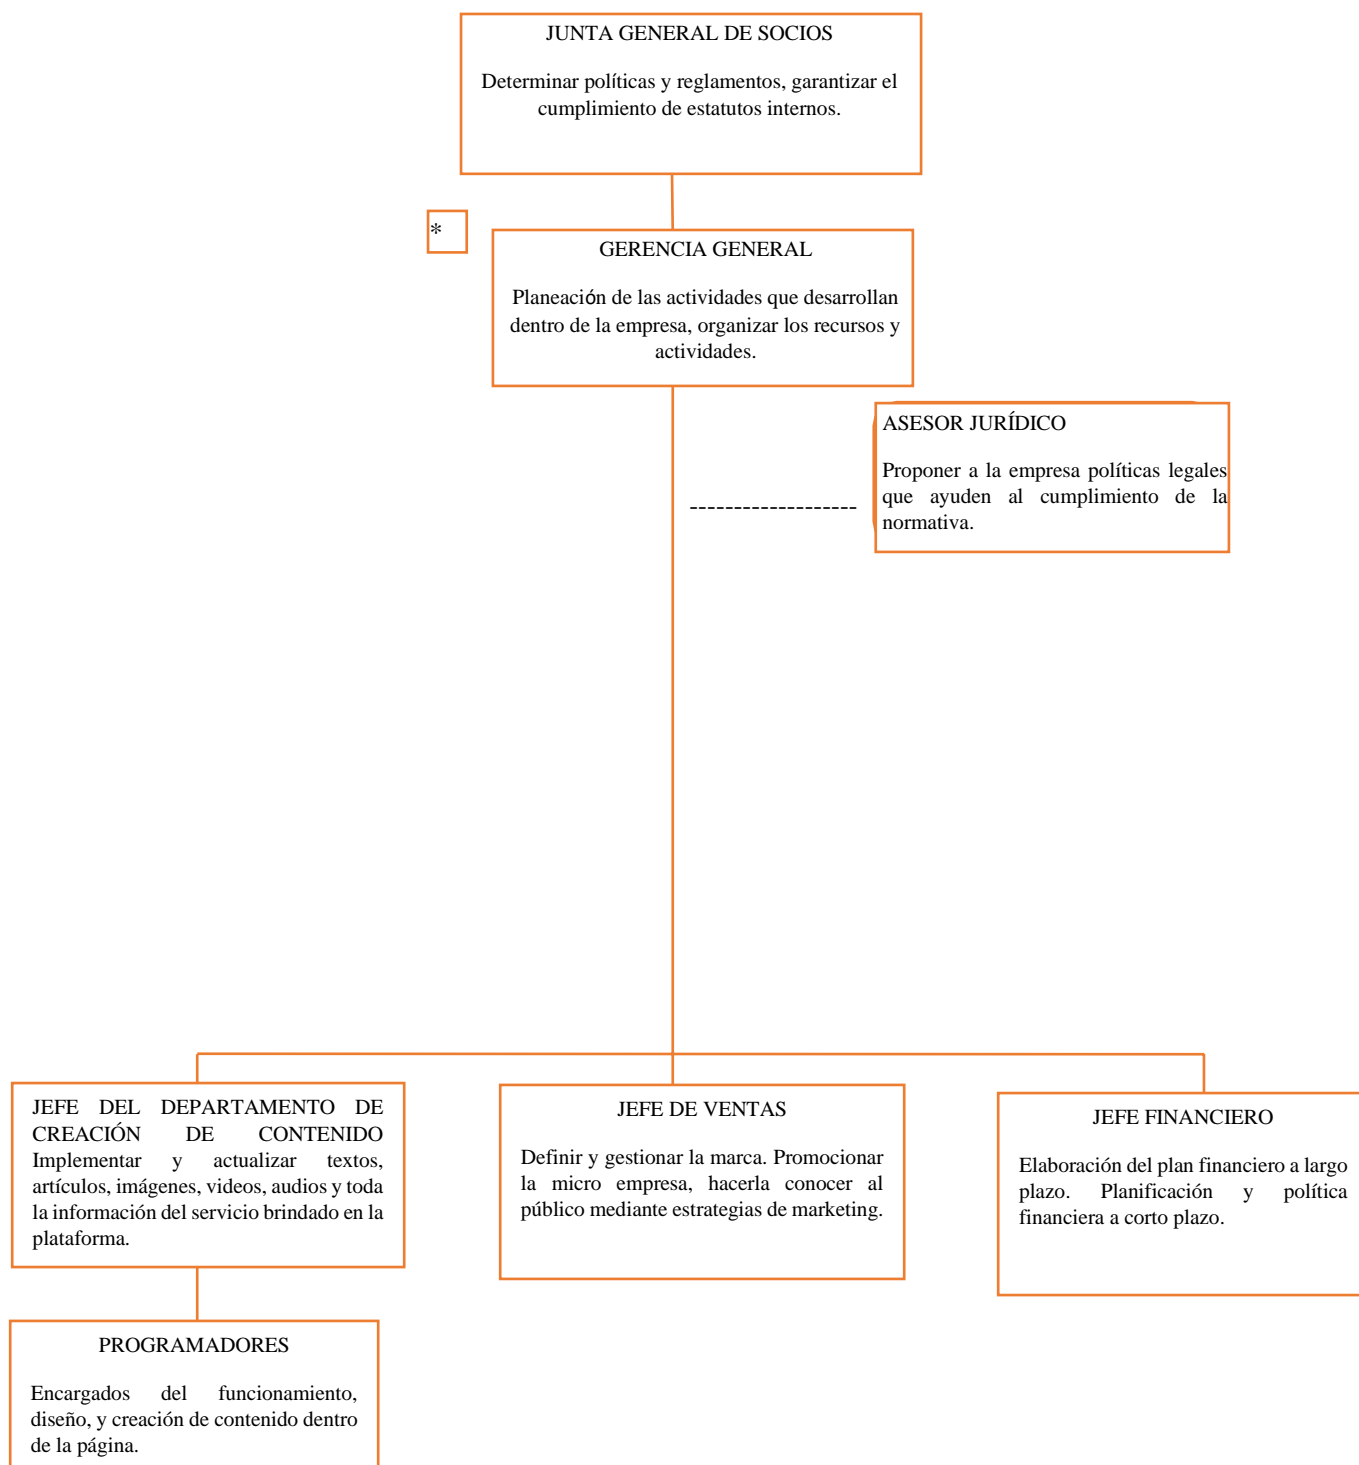 JUNTA GENERAL DE SOCIOS
Determinar políticas y reglamentos, garantizar el
cumplimiento de estatutos internos.
*
GERENCIA GENERAL
Planeación de las actividades que desarrollan
dentro de la empresa, organizar los recursos y
actividades.
ASESOR JURÍDICO
Proponer a la empresa políticas legales
que ayuden al cumplimiento de la
normativa.
-------------------
JEFE DEL DEPARTAMENTO DE
CREACIÓN DE CONTENIDO
Implementar y actualizar textos,
artículos, imágenes, videos, audios y toda
la información del servicio brindado en la
plataforma.
JEFE DE VENTAS
Definir y gestionar la marca. Promocionar
la micro empresa, hacerla conocer al
público mediante estrategias de marketing.
JEFE FINANCIERO
Elaboración del plan financiero a largo
plazo. Planificación y política
financiera a corto plazo.
PROGRAMADORES
Encargados del funcionamiento,
diseño, y creación de contenido dentro
de la página.